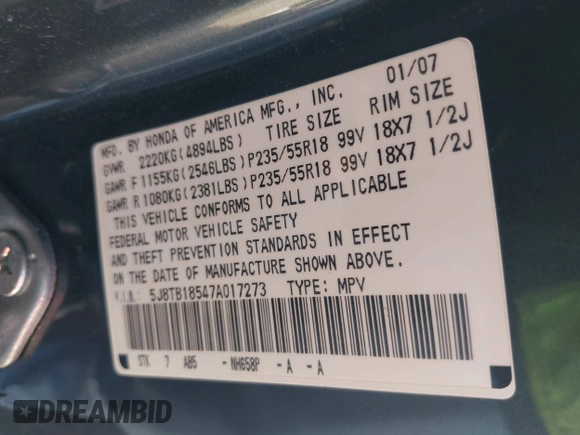 MFD. BY HONDA OF AMERICA MFG., INC. 01/07
GVWR 2220KG(4894LBS) TIRE SIZE RIM SIZE
GAWR F1155KG(2546LBS)P235/55R18 99V 18X7 1/2J
GAWR R1080KG(2381LBS)P235/55R18 99V 18X7 1/2J
THIS VEHICLE CONFORMS TO ALL APPLICABLE
FEDERAL MOTOR VEHICLE SAFETY
AND THEFT PREVENTION STANDARDS IN EFFECT
ON THE DATE OF MANUFACTURE SHOWN ABOVE.
V.I.N.: 5J8TB18547A017273 TYPE: MPV
STK 7 AB5 - NH658P - A - A
DREAMBID